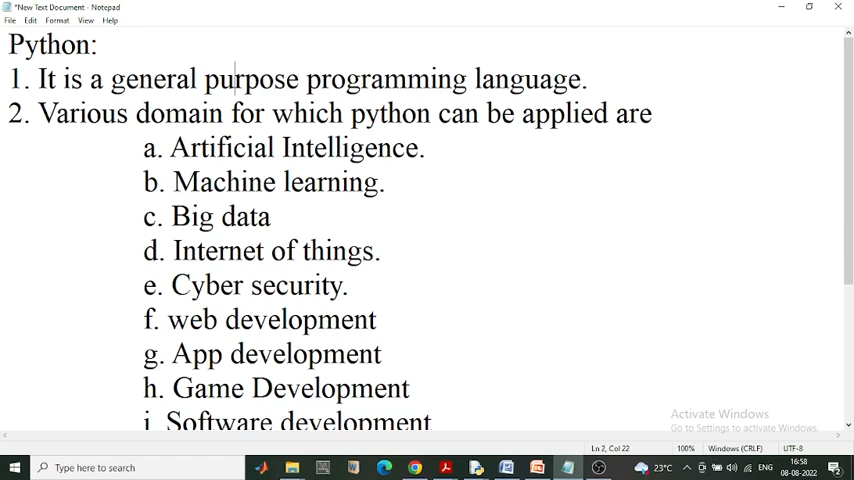 *New Text Document - Notepad
File Edit Format View Help
Python:
1. It is a general purpose programming language.
2. Various domain for which python can be applied are
a. Artificial Intelligence.
b. Machine learning.
c. Big data
d. Internet of things.
e. Cyber security.
f. web development
g. App development
h. Game Development
i. Software development
Activate Windows
Go to Settings to activate Windows.
Ln 2, Col 22 100% Windows (CRLF) UTF-8
Type here to search
23°C ENG 16:58
08-08-2022
2